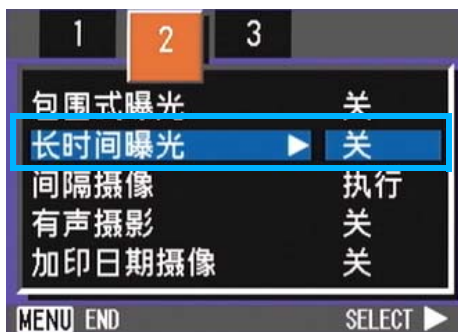 1 2 3
包围式曝光 关
长时间曝光 ▶ 关
间隔摄像 执行
有声摄影 关
加印日期摄像 关
MENU END SELECT ▶